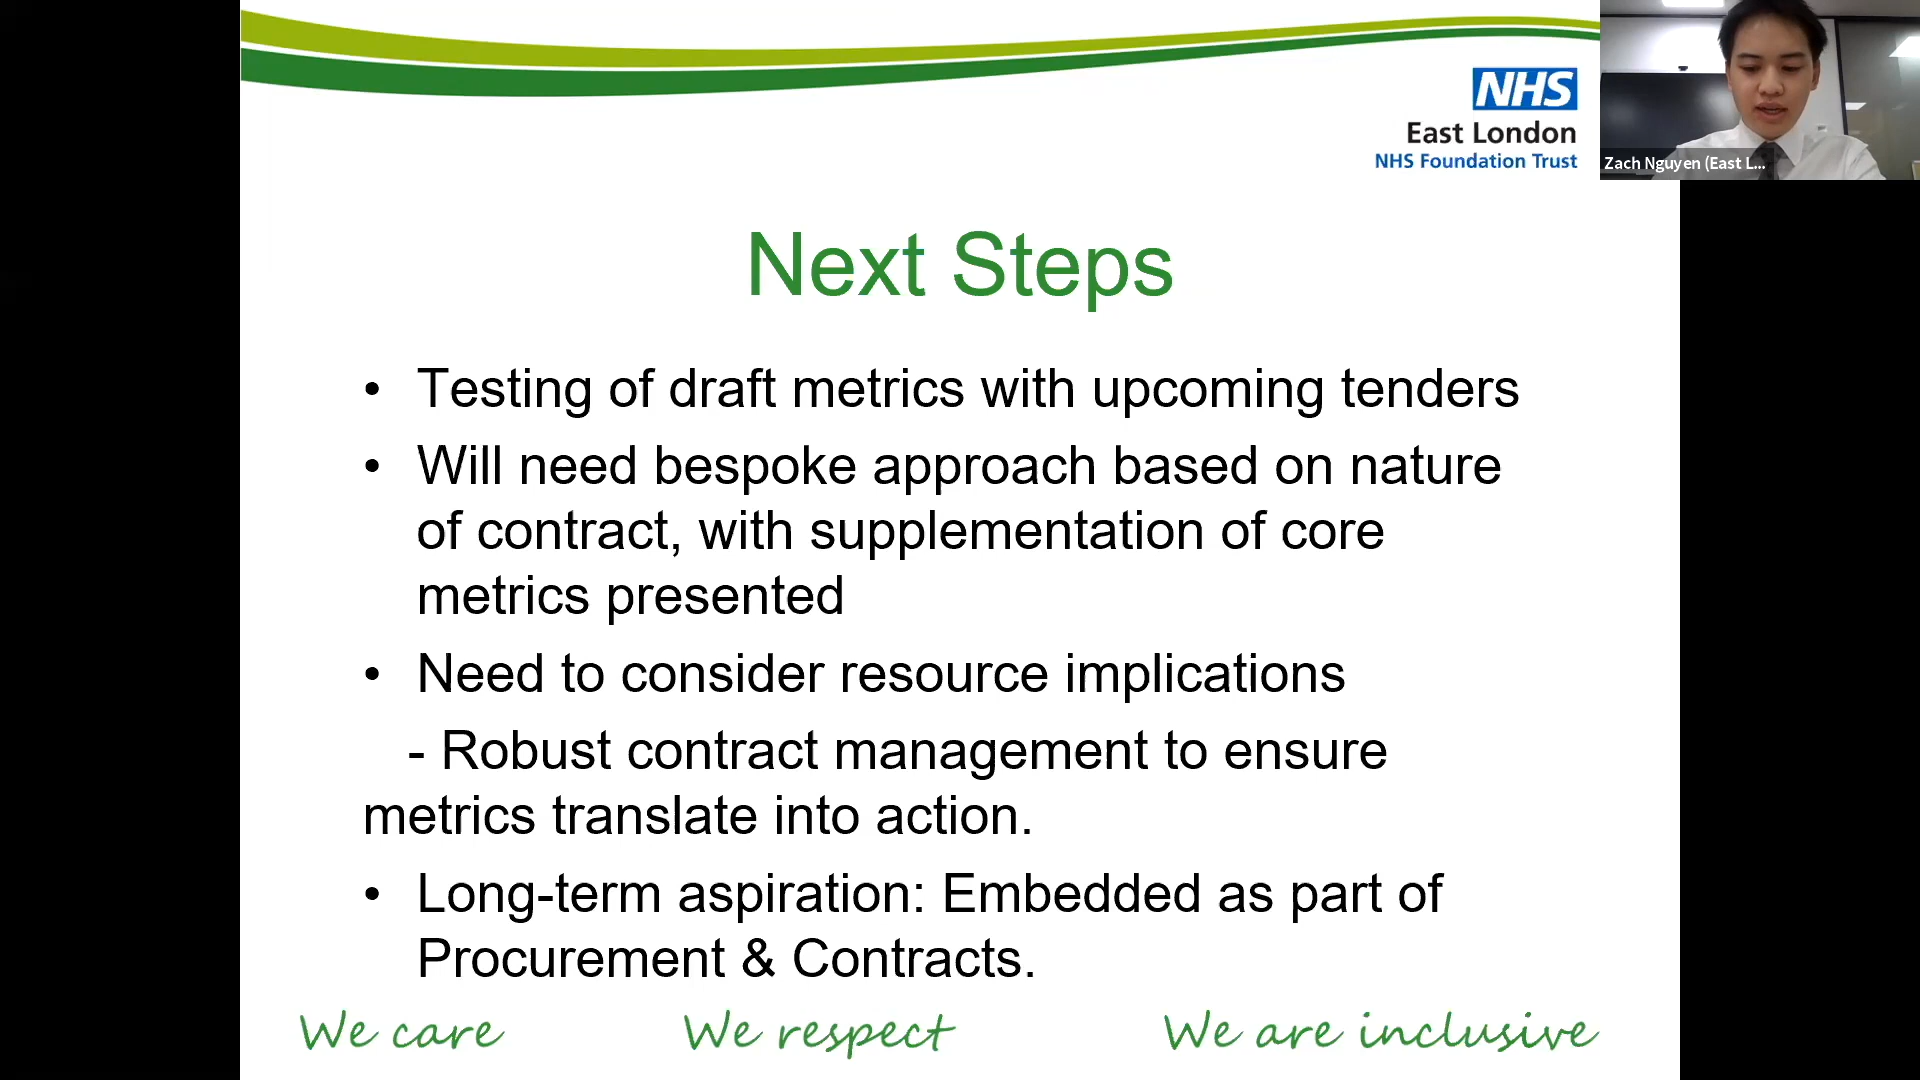 NHS
East London
NHS Foundation Trust
Zach Nguyen (East L...
Next Steps
• Testing of draft metrics with upcoming tenders
• Will need bespoke approach based on nature
of contract, with supplementation of core
metrics presented
• Need to consider resource implications
- Robust contract management to ensure
metrics translate into action.
• Long-term aspiration: Embedded as part of
Procurement & Contracts.
We care
We respect
We are inclusive